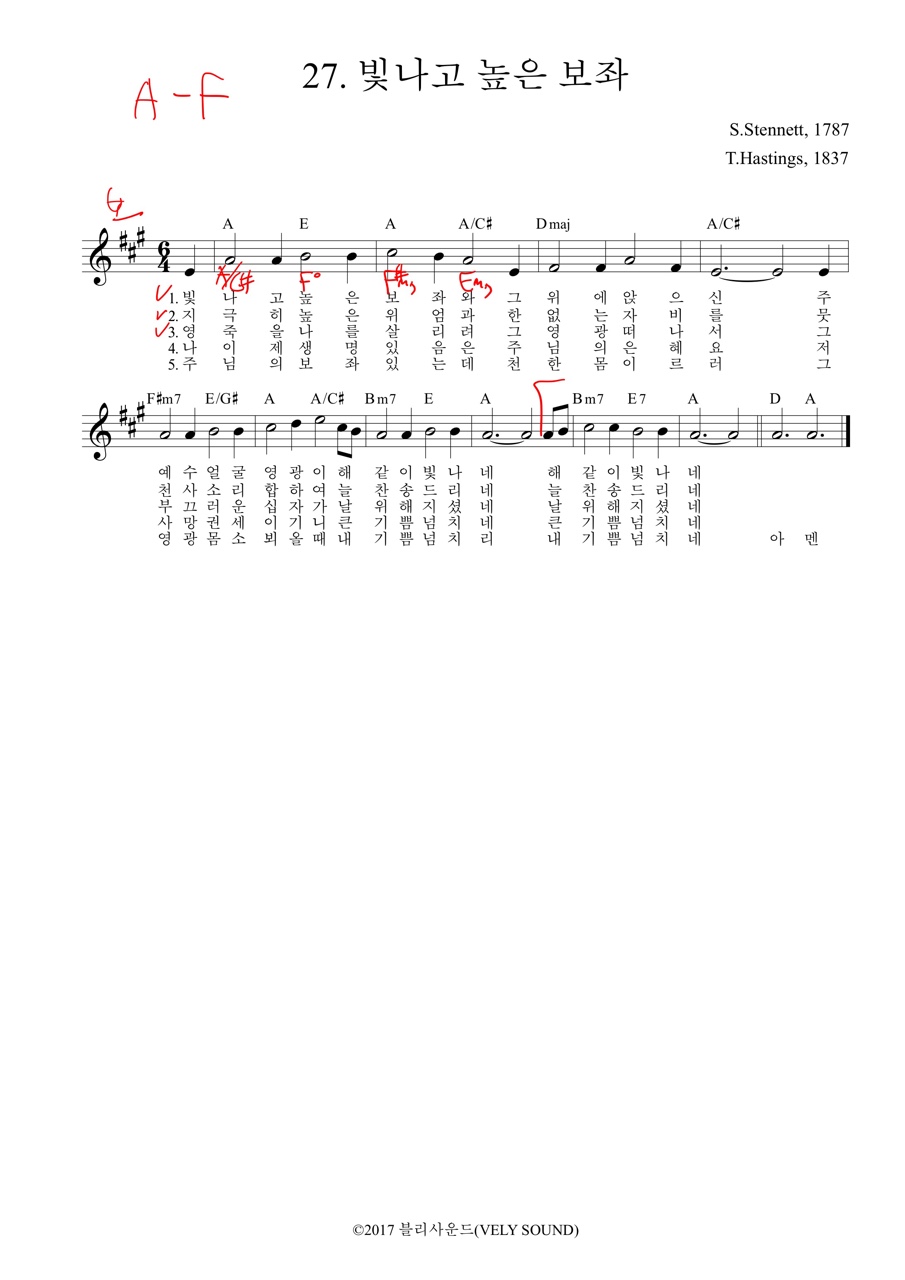 27. 빛나고 높은 보좌
A-F
S.Stennett, 1787
T.Hastings, 1837
A E A A/C♯ D maj A/C♯
6
4
A/C# F° F#m7 Em7
1. 빛 나 고 높 은 보 좌 와 그 위 에 앉 으 신 주
2. 지 극 히 높 은 위 엄 과 한 없 는 자 비 를 뭇
3. 영 죽 을 나 를 살 리 려 그 영 광 떠 나 서 그
4. 나 이 제 생 명 있 음 은 주 님 의 은 혜 요 저
5. 주 님 의 보 좌 있 는 데 천 한 몸 이 르 러 그
F♯m7 E/G♯ A A/C♯ Bm7 E A Bm7 E7 A D A
예 수 얼 굴 영 광 이 해 같 이 빛 나 네 해 같 이 빛 나 네
천 사 소 리 합 하 여 늘 찬 송 드 리 네 늘 찬 송 드 리 네
부 끄 러 운 십 자 가 날 위 해 지 셨 네 날 위 해 지 셨 네
사 망 권 세 이 기 니 큰 기 쁨 넘 치 네 큰 기 쁨 넘 치 네
영 광 몸 소 뵈 올 때 내 기 쁨 넘 치 리 내 기 쁨 넘 치 네 아 멘
©2017 블리사운드(VELY SOUND)